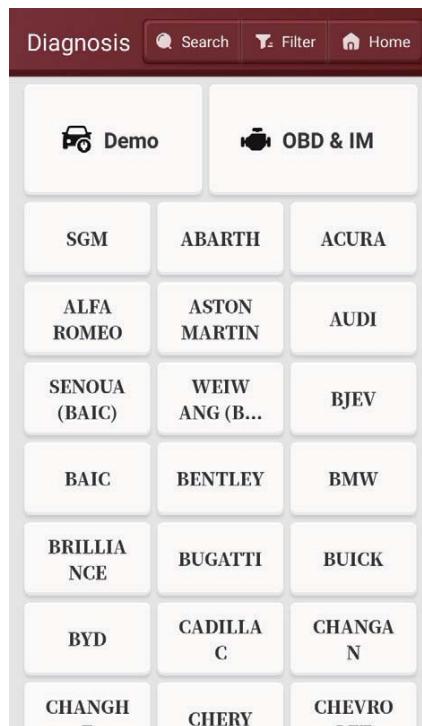 Diagnosis Search Filter Home
Demo OBD & IM
SGM ABARTH ACURA
ALFA ASTON AUDI
ROMEO MARTIN
SENOUA WEIW BJEV
(BAIC) ANG (B...
BAIC BENTLEY BMW
BRILLIA BUGATTI BUICK
NCE
BYD CADILLA CHANGA
C N
CHANGH CHERY CHEVRO